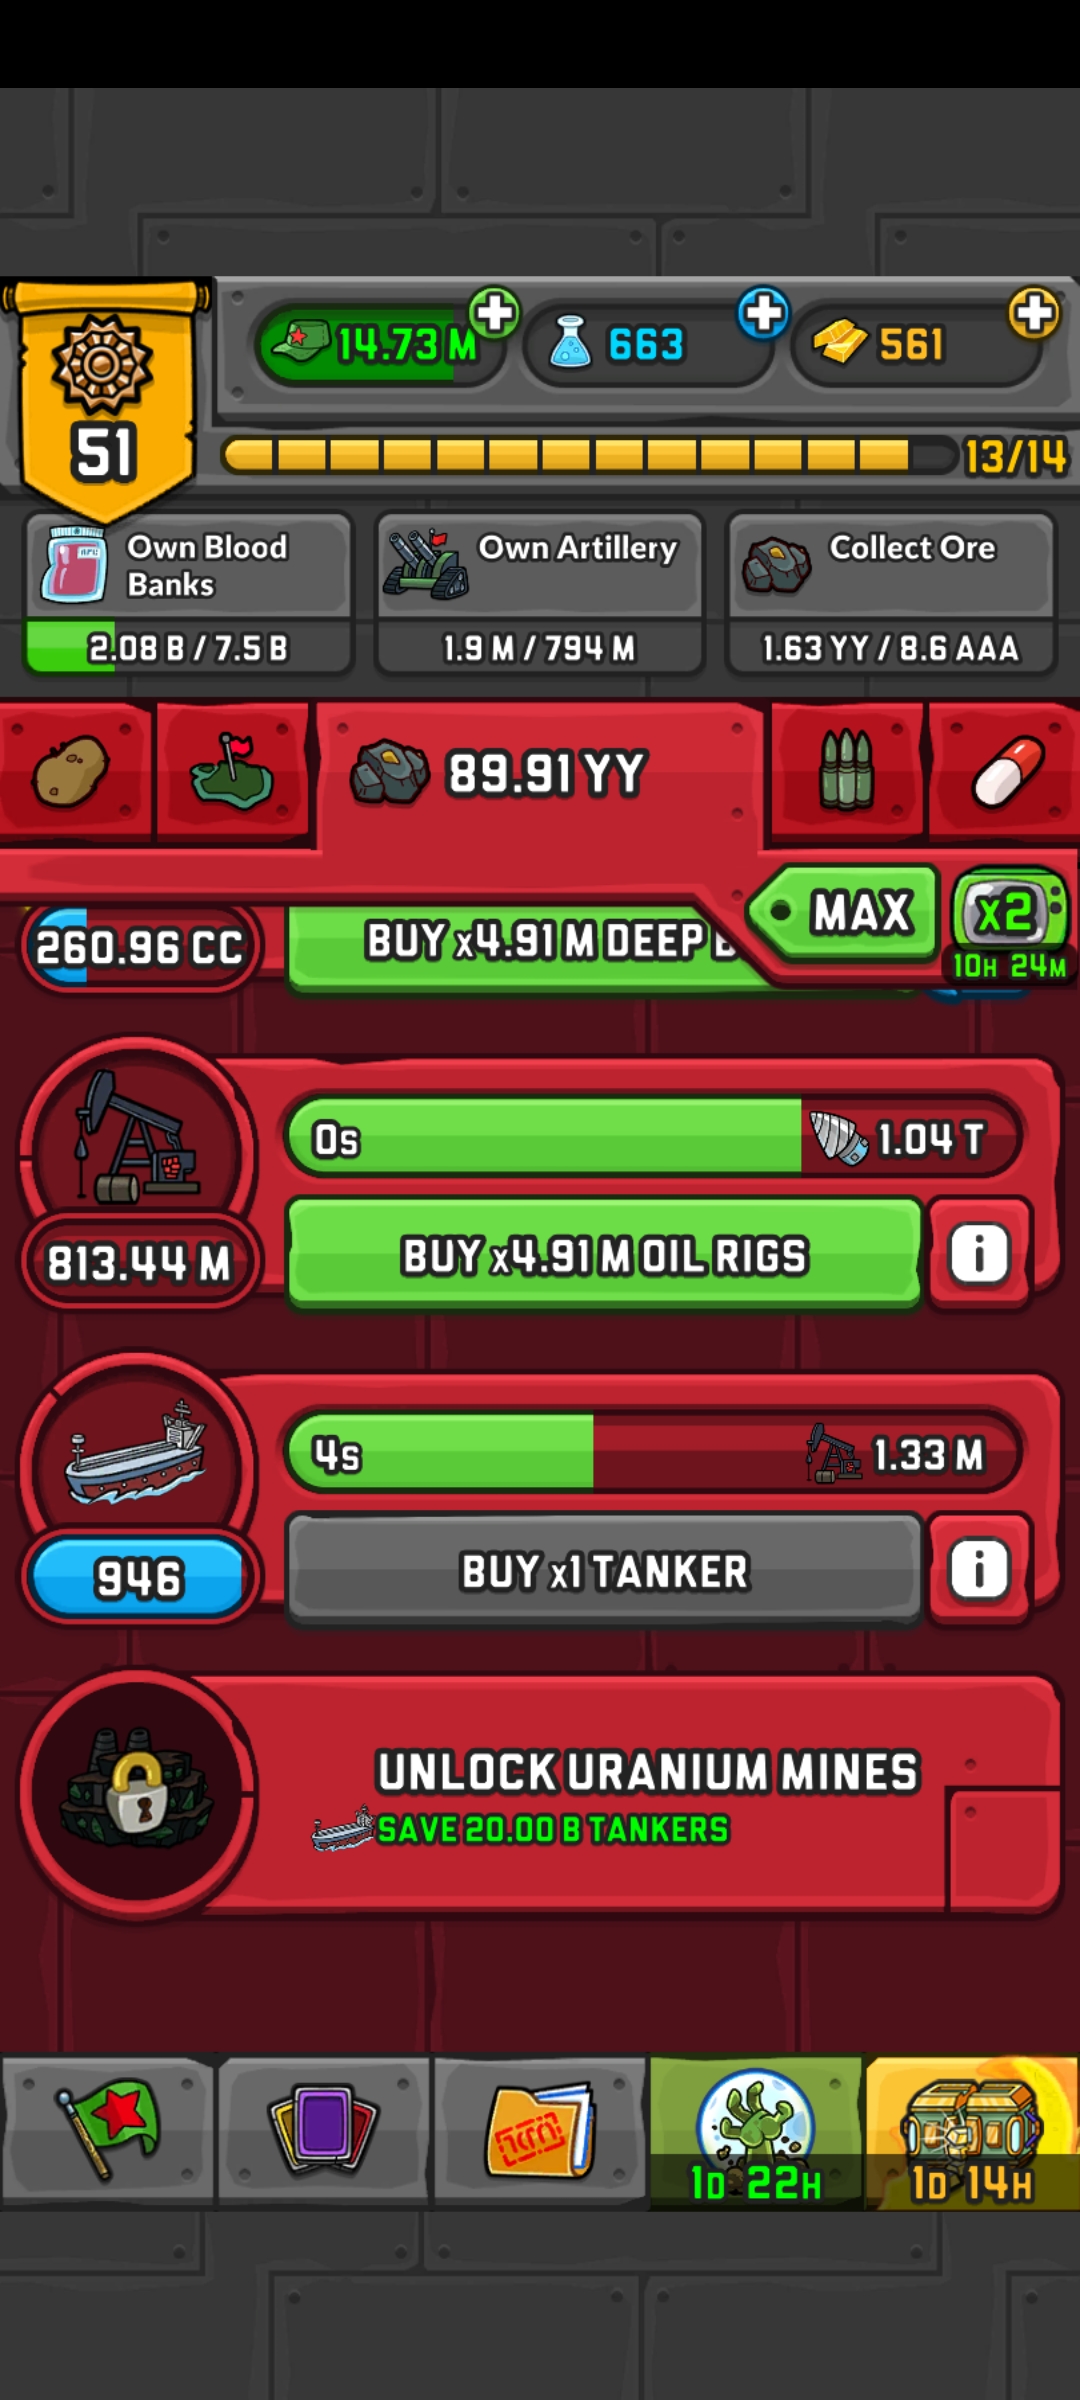 14.73 M
663
561
51
13/14
Own Blood
Banks
2.08 B / 7.5 B
Own Artillery
1.9 M / 794 M
Collect Ore
1.63 YY / 8.6 AAA
89.91 YY
MAX
x2
10H 24M
260.96 CC
BUY x4.91 M DEEP
0s
1.04 T
813.44 M
BUY x4.91 M OIL RIGS
i
4s
1.33 M
946
BUY x1 TANKER
i
UNLOCK URANIUM MINES
SAVE 20.00 B TANKERS
1D 22H
1D 14H